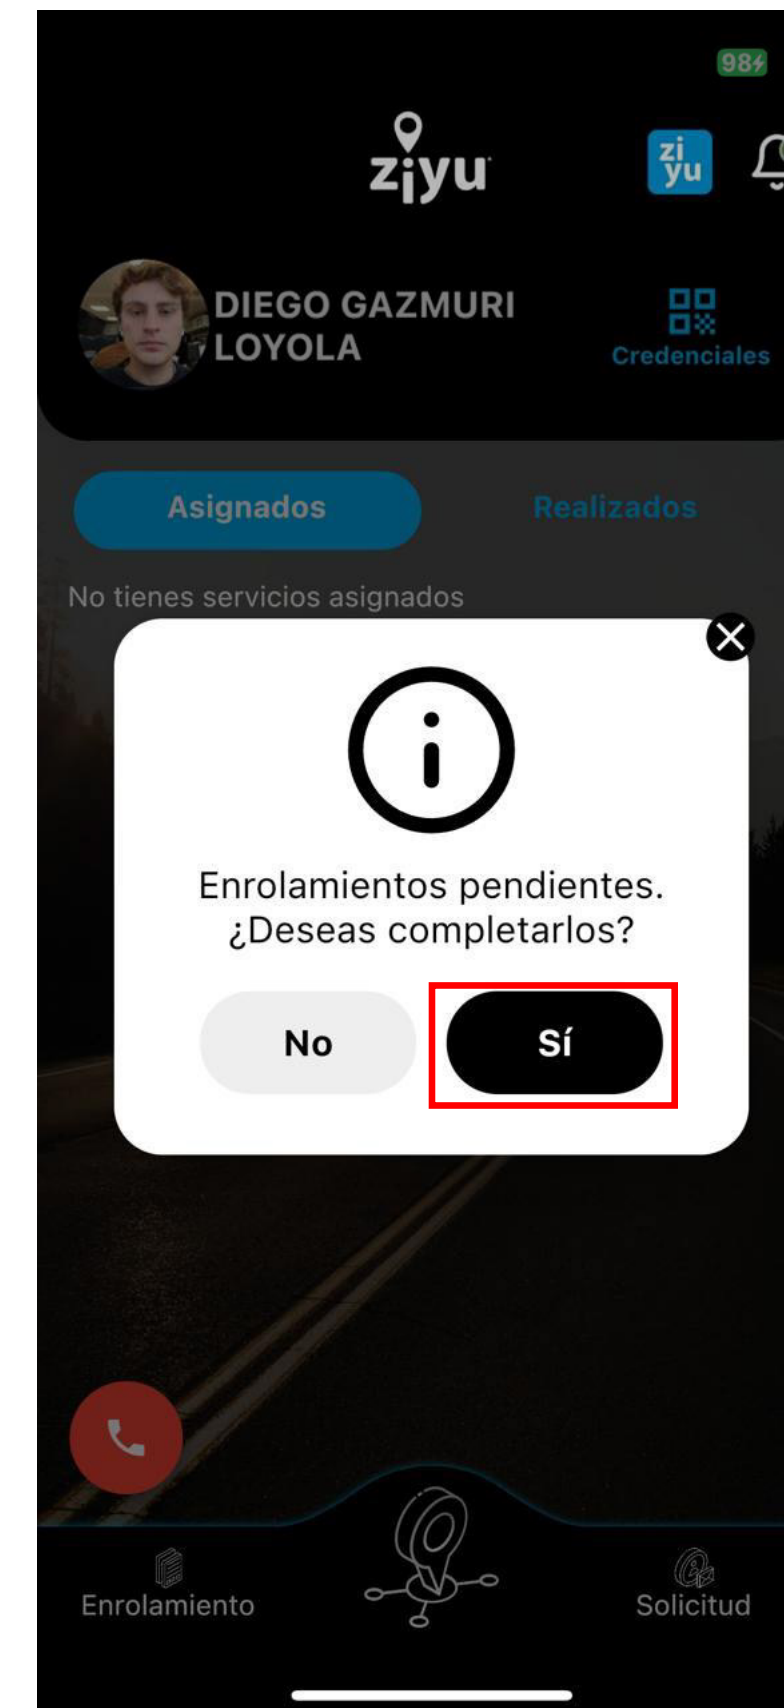 98
ziyu
zi
yu
DIEGO GAZMURI
LOYOLA
Credenciales
Asignados
Realizados
No tienes servicios asignados
Enrolamientos pendientes.
¿Deseas completarlos?
No
Sí
Enrolamiento
Solicitud